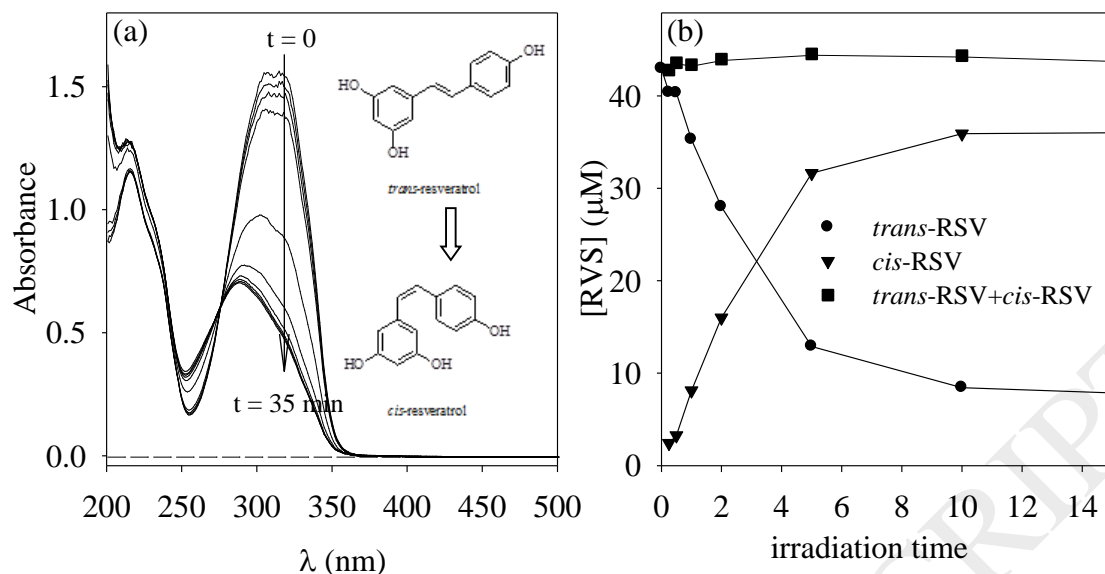 (a)
t = 0
OH
HO
OH
trans-resveratrol
OH
HO
OH
cis-resveratrol
t = 35 min
1.5
1.0
0.5
0.0
Absorbance
200 250 300 350 400 450 500
λ (nm)
(b)
40
30
20
10
0
[RVS] (μM)
trans-RSV
cis-RSV
trans-RSV+cis-RSV
0 2 4 6 8 10 12 14
irradiation time
CRIPT